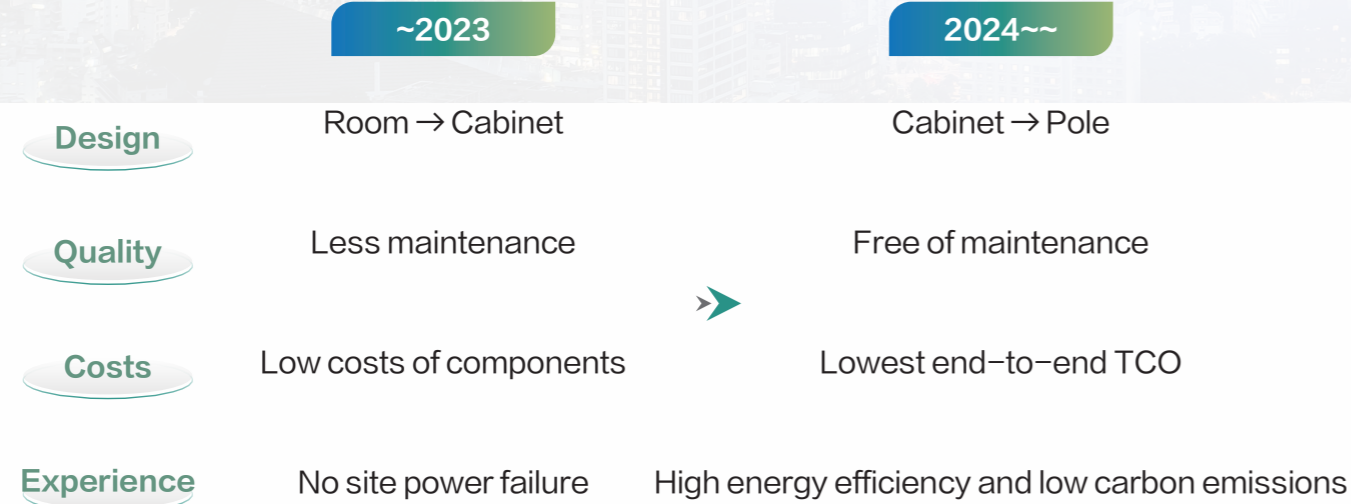 ~2023 2024~~
Design Room → Cabinet Cabinet → Pole
Quality Less maintenance Free of maintenance
Costs Low costs of components Lowest end-to-end TCO
Experience No site power failure High energy efficiency and low carbon emissions